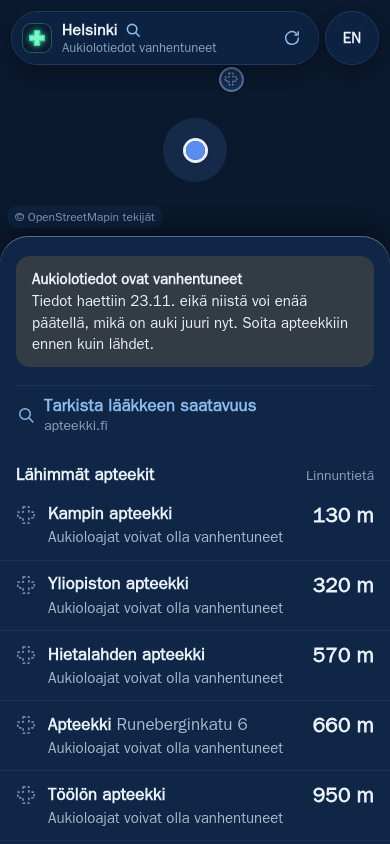 Helsinki
Aukiolotiedot vanhentuneet
EN
© OpenStreetMapin tekijät
Aukiolotiedot ovat vanhentuneet
Tiedot haettiin 23.11. eikä niistä voi enää
päätellä, mikä on auki juuri nyt. Soita apteekkiin
ennen kuin lähdet.
Tarkista lääkkeen saatavuus
apteekki.fi
Lähimmät apteekit Linnuntietä
Kampin apteekki 130 m
Aukioloajat voivat olla vanhentuneet
Yliopiston apteekki 320 m
Aukioloajat voivat olla vanhentuneet
Hietalahden apteekki 570 m
Aukioloajat voivat olla vanhentuneet
Apteekki Runeberginkatu 6 660 m
Aukioloajat voivat olla vanhentuneet
Töölön apteekki 950 m
Aukioloajat voivat olla vanhentuneet